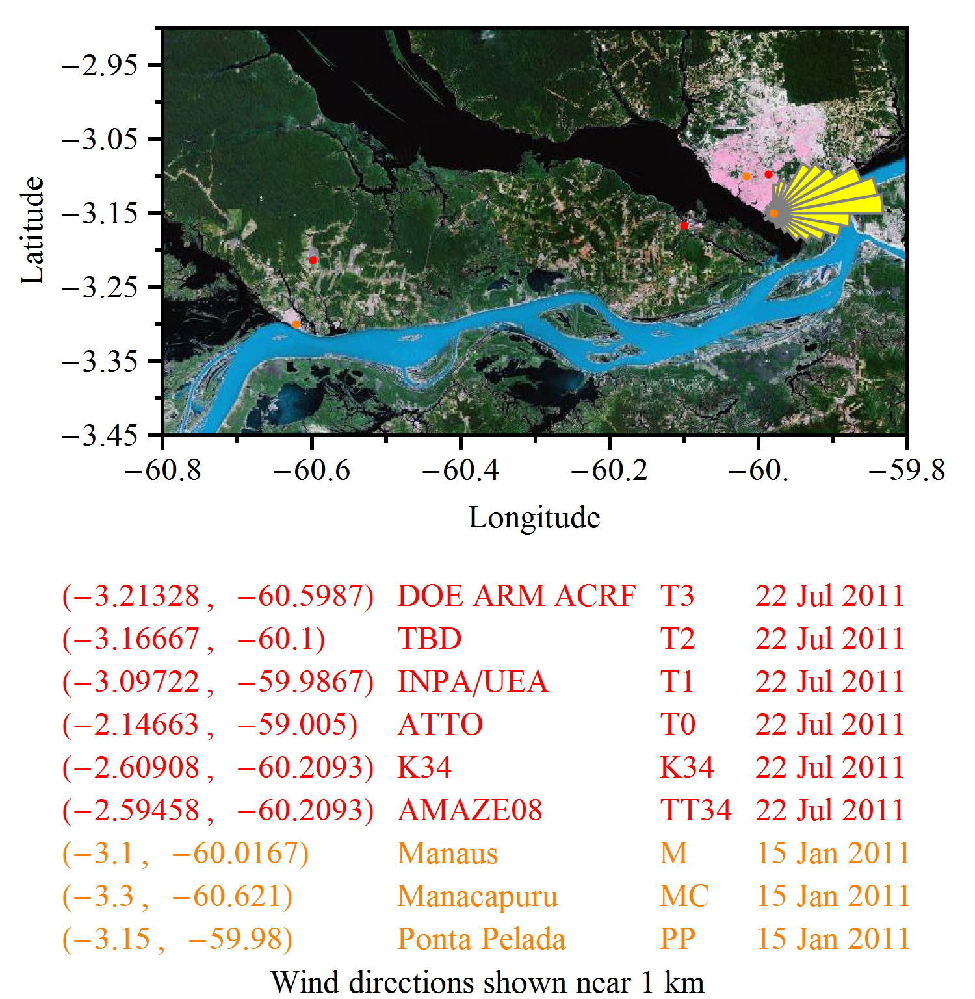 −2.95
−3.05
−3.15
−3.25
−3.35
−3.45
Latitude
−60.8 −60.6 −60.4 −60.2 −60. −59.8
Longitude
(−3.21328, −60.5987) DOE ARM ACRF T3 22 Jul 2011
(−3.16667, −60.1) TBD T2 22 Jul 2011
(−3.09722, −59.9867) INPA/UEA T1 22 Jul 2011
(−2.14663, −59.005) ATTO T0 22 Jul 2011
(−2.60908, −60.2093) K34 K34 22 Jul 2011
(−2.59458, −60.2093) AMAZE08 TT34 22 Jul 2011
(−3.1, −60.0167) Manaus M 15 Jan 2011
(−3.3, −60.621) Manacapuru MC 15 Jan 2011
(−3.15, −59.98) Ponta Pelada PP 15 Jan 2011
Wind directions shown near 1 km